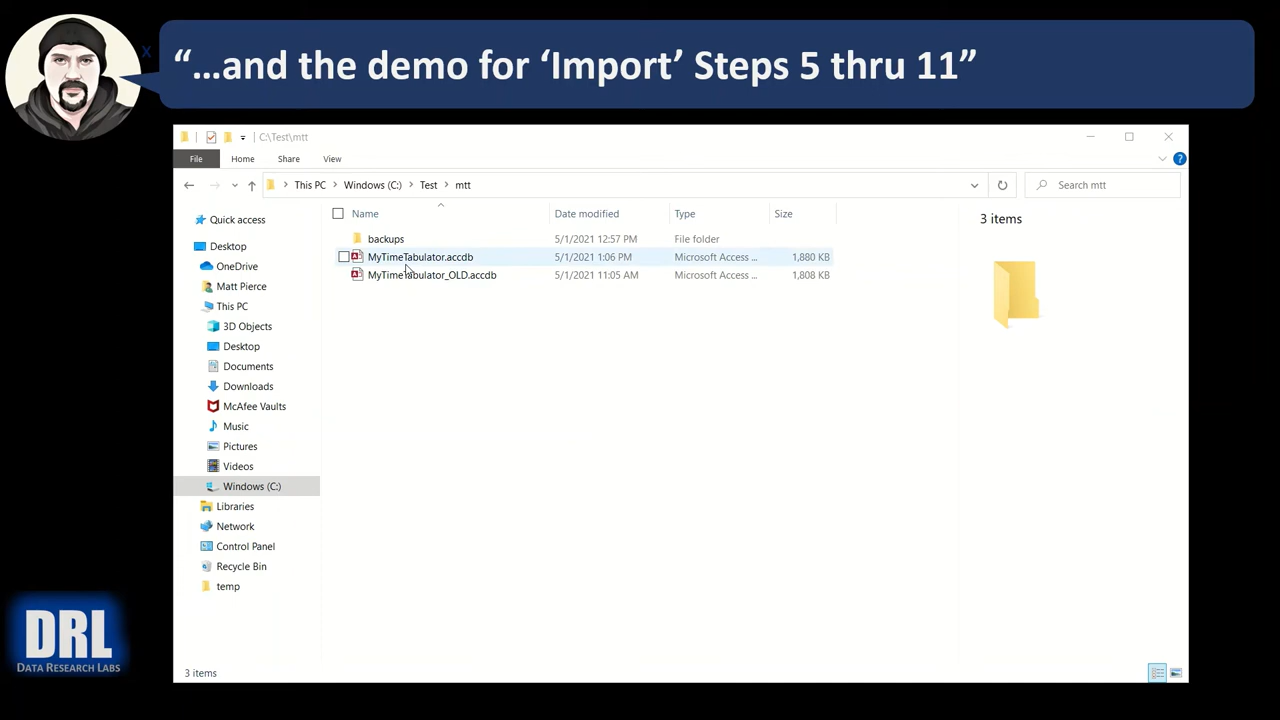 x
“...and the demo for ‘Import’ Steps 5 thru 11”
C:\Test\mtt
File Home Share View
This PC > Windows (C:) > Test > mtt
Search mtt
Name Date modified Type Size
backups 5/1/2021 12:57 PM File folder
MyTimeTabulator.accdb 5/1/2021 1:06 PM Microsoft Access ... 1,880 KB
MyTimeTabulator_OLD.accdb 5/1/2021 11:05 AM Microsoft Access ... 1,808 KB
3 items
Quick access
Desktop
OneDrive
Matt Pierce
This PC
3D Objects
Desktop
Documents
Downloads
McAfee Vaults
Music
Pictures
Videos
Windows (C:)
Libraries
Network
Control Panel
Recycle Bin
temp
3 items
DRL
DATA RESEARCH LABS